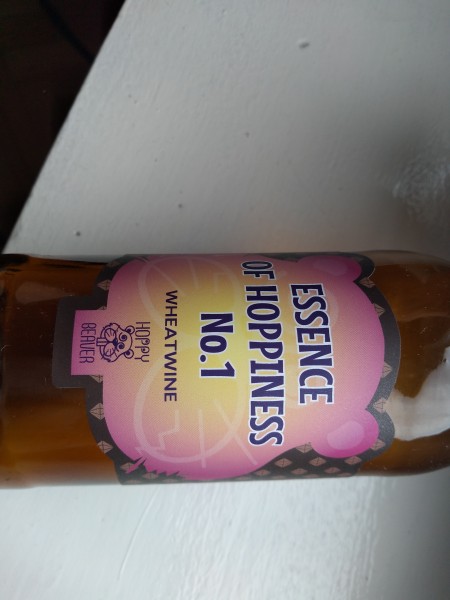 ESSENCE
OF HOPPINESS
No.1
WHEATWINE
HOPPY
BEAVER